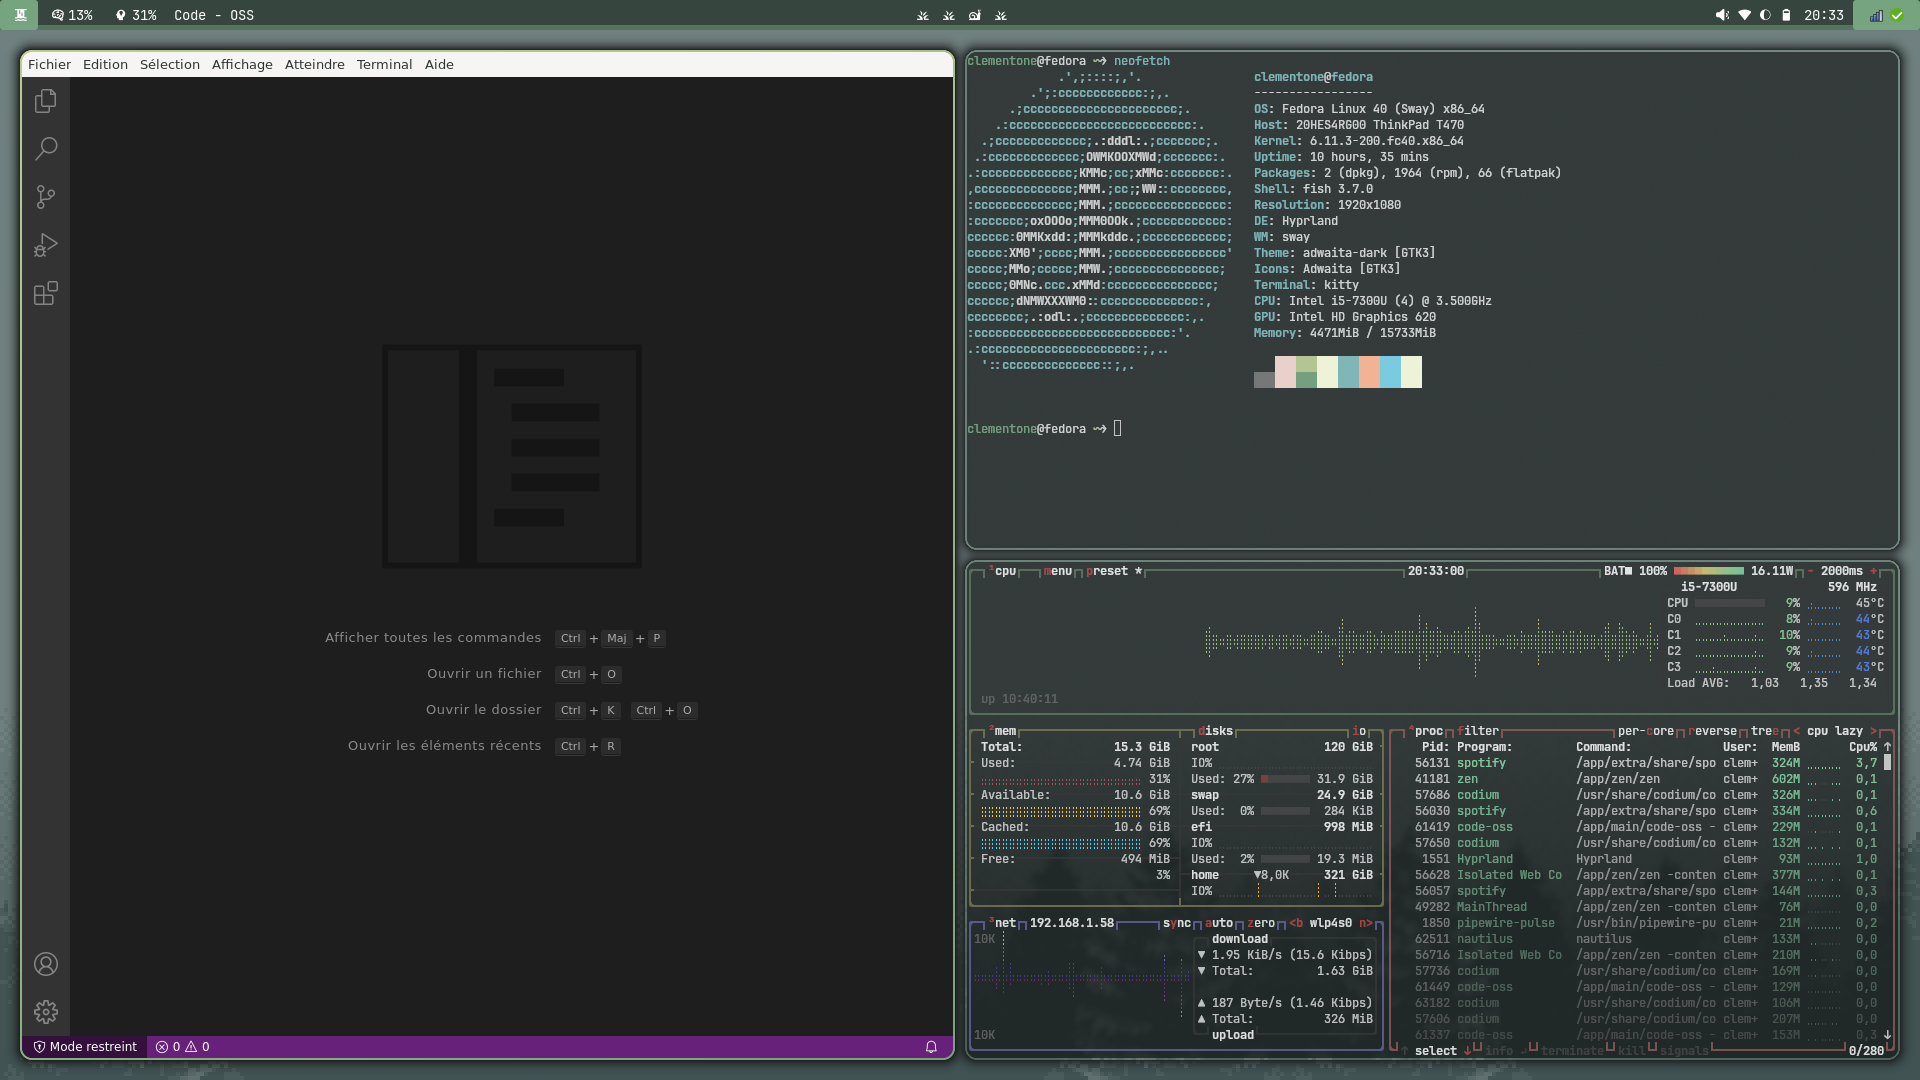 13% 31% Code - OSS 20:33
Fichier Edition Sélection Affichage Atteindre Terminal Aide
Afficher toutes les commandes Ctrl + Maj + P
Ouvrir un fichier Ctrl + O
Ouvrir le dossier Ctrl + K Ctrl + O
Ouvrir les éléments récents Ctrl + R
Mode restreint 0 0
clementone@fedora ~> neofetch
clementone@fedora
-----------------
OS: Fedora Linux 40 (Sway) x86_64
Host: 20HES4RG00 ThinkPad T470
Kernel: 6.11.3-200.fc40.x86_64
Uptime: 10 hours, 35 mins
Packages: 2 (dpkg), 1964 (rpm), 66 (flatpak)
Shell: fish 3.7.0
Resolution: 1920x1080
DE: Hyprland
WM: sway
Theme: adwaita-dark [GTK3]
Icons: Adwaita [GTK3]
Terminal: kitty
CPU: Intel i5-7300U (4) @ 3.500GHz
GPU: Intel HD Graphics 620
Memory: 4471MiB / 15733MiB
clementone@fedora ~>
¹cpu menu preset * 20:33:00 BAT■ 100% 16.11W - 2000ms +
i5-7300U 596 MHz
CPU 9% 45°C
C0 8% 44°C
C1 10% 43°C
C2 9% 44°C
C3 9% 43°C
Load AVG: 1,03 1,35 1,34
up 10:40:11
²mem
Total: 15.3 GiB
Used: 4.74 GiB
31%
Available: 10.6 GiB
69%
Cached: 10.6 GiB
69%
Free: 494 MiB
3%
disks io
root 120 GiB
IO%
Used: 27% 31.9 GiB
swap 24.9 GiB
Used: 0% 284 KiB
efi 998 MiB
IO%
Used: 2% 19.3 MiB
home ▼8,0K 321 GiB
IO%
³net 192.168.1.58 sync auto zero <b wlp4s0 n>
10K
download
▼ 1.95 KiB/s (15.6 Kibps)
▼ Total: 1.63 GiB
▲ 187 Byte/s (1.46 Kibps)
▲ Total: 326 MiB
upload
10K
⁴proc filter per-core reverse tree < cpu lazy >
Pid: Program: Command: User: MemB Cpu% ↑
56131 spotify /app/extra/share/spo clem+ 324M 3,7
41181 zen /app/zen/zen clem+ 602M 0,1
57686 codium /usr/share/codium/co clem+ 326M 0,1
56030 spotify /app/extra/share/spo clem+ 334M 0,6
61419 code-oss /app/main/code-oss - clem+ 229M 0,1
57650 codium /usr/share/codium/co clem+ 132M 0,1
1551 Hyprland Hyprland clem+ 93M 1,0
56628 Isolated Web Co /app/zen/zen -conten clem+ 377M 0,1
56057 spotify /app/extra/share/spo clem+ 144M 0,3
49282 MainThread /app/zen/zen -conten clem+ 76M 0,0
1850 pipewire-pulse /usr/bin/pipewire-pu clem+ 21M 0,2
62511 nautilus nautilus clem+ 133M 0,0
56716 Isolated Web Co /app/zen/zen -conten clem+ 210M 0,0
57736 codium /usr/share/codium/co clem+ 169M 0,0
61449 code-oss /app/main/code-oss - clem+ 129M 0,0
63182 codium /usr/share/codium/co clem+ 106M 0,0
57606 codium /usr/share/codium/co clem+ 207M 0,0
61337 code-oss /app/main/code-oss - clem+ 153M 0,3 ↓
↑ select ↓ info terminate kill signals 0/280